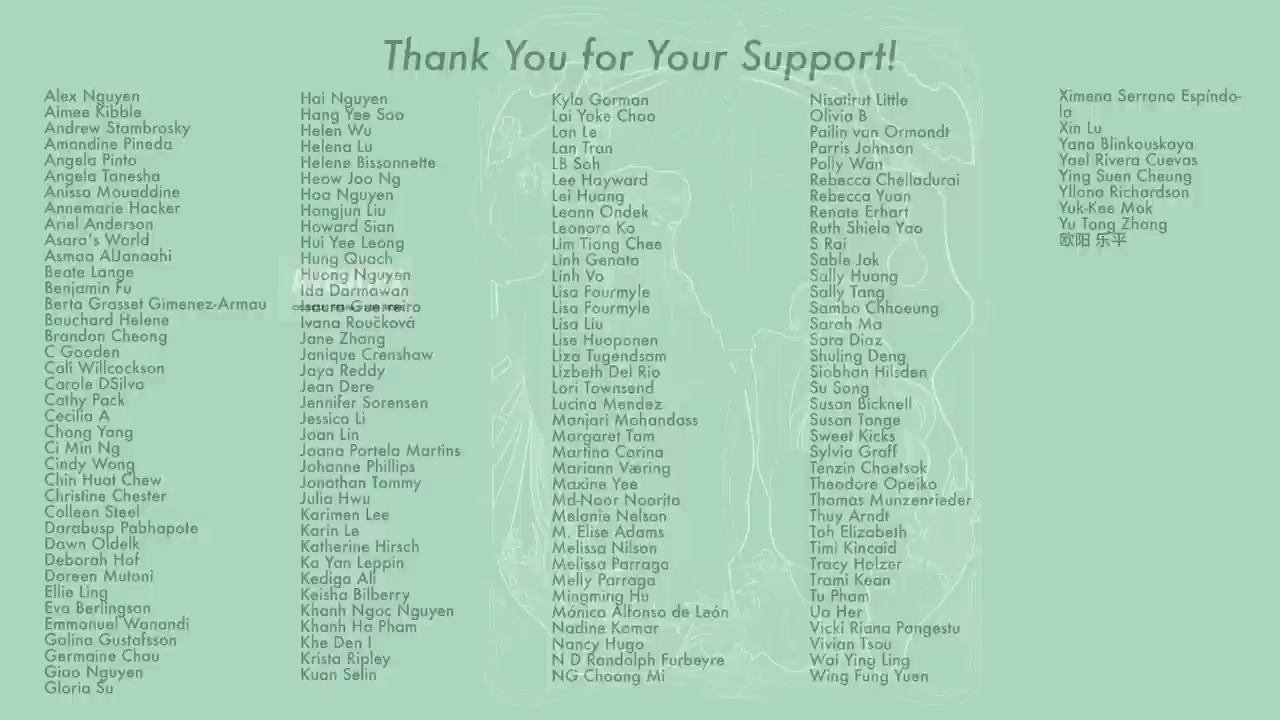 Thank You for Your Support!
Alex Nguyen
Aimee Kibble
Andrew Stambrosky
Amandine Pineda
Angela Pinto
Angela Tanesha
Anissa Mouaddine
Annemarie Hacker
Ariel Anderson
Asara's World
Asmaa AlJanaahi
Beate Lange
Benjamin Fu
Berta Grasset Gimenez-Armau
Bouchard Helene
Brandon Cheong
C Gooden
Cali Willcockson
Carole DSilva
Cathy Pack
Cecilia A
Chong Yang
Ci Min Ng
Cindy Wong
Chin Huat Chew
Christine Chester
Colleen Steel
Darabusp Pabhapote
Dawn Oldelk
Deborah Hof
Doreen Mutoni
Ellie Ling
Eva Berlingson
Emmanuel Wanandi
Galina Gustafsson
Germaine Chau
Giao Nguyen
Gloria Su
Hai Nguyen
Hang Yee Soo
Helen Wu
Helena Lu
Helene Bissonnette
Heow Joo Ng
Hoa Nguyen
Hongjun Liu
Howard Sian
Hui Yee Leong
Hung Quach
Huong Nguyen
Ida Darmawan
Isaura Guerreiro
Ivana Roučková
Jane Zhang
Janique Crenshaw
Jaya Reddy
Jean Dere
Jennifer Sorensen
Jessica Li
Joan Lin
Joana Portela Martins
Johanne Phillips
Jonathan Tommy
Julia Hwu
Karimen Lee
Karin Le
Katherine Hirsch
Ka Yan Leppin
Kediga Ali
Keisha Bilberry
Khanh Ngoc Nguyen
Khanh Ha Pham
Khe Den I
Krista Ripley
Kuan Selin
Kyla Gorman
Lai Yoke Choo
Lan Le
Lan Tran
LB Soh
Lee Hayward
Lei Huang
Leann Ondek
Leonora Ko
Lim Tiong Chee
Linh Genato
Linh Vo
Lisa Fourmyle
Lisa Fourmyle
Lisa Liu
Lise Huoponen
Liza Tugendsam
Lizbeth Del Rio
Lori Townsend
Lucina Mendez
Manjari Mohandass
Margaret Tam
Martina Corina
Mariann Væring
Maxine Yee
Md-Noor Noorita
Melanie Nelson
M. Elise Adams
Melissa Nilson
Melissa Parraga
Melly Parraga
Mingming Hu
Mónica Alfonso de León
Nadine Komar
Nancy Hugo
N D Randolph Furbeyre
NG Choong Mi
Nisatirut Little
Olivia B
Pailin van Ormondt
Parris Johnson
Polly Wan
Rebecca Chelladurai
Rebecca Yuan
Renate Erhart
Ruth Shiela Yao
S Rai
Sable Jok
Sally Huang
Sally Tang
Sambo Chhoeung
Sarah Ma
Sara Diaz
Shuling Deng
Siobhan Hilsden
Su Song
Susan Bicknell
Susan Tonge
Sweet Kicks
Sylvia Graff
Tenzin Choetsok
Theodore Opeiko
Thomas Munzenrieder
Thuy Arndt
Toh Elizabeth
Timi Kincaid
Tracy Holzer
Trami Kean
Tu Pham
Ua Her
Vicki Riana Pangestu
Vivian Tsou
Wai Ying Ling
Wing Fung Yuen
Ximena Serrano Espíndo-
la
Xin Lu
Yana Blinkouskaya
Yael Rivera Cuevas
Ying Suen Cheung
Yllona Richardson
Yuk-Kee Mok
Yu Tong Zhang
欧阳 乐平